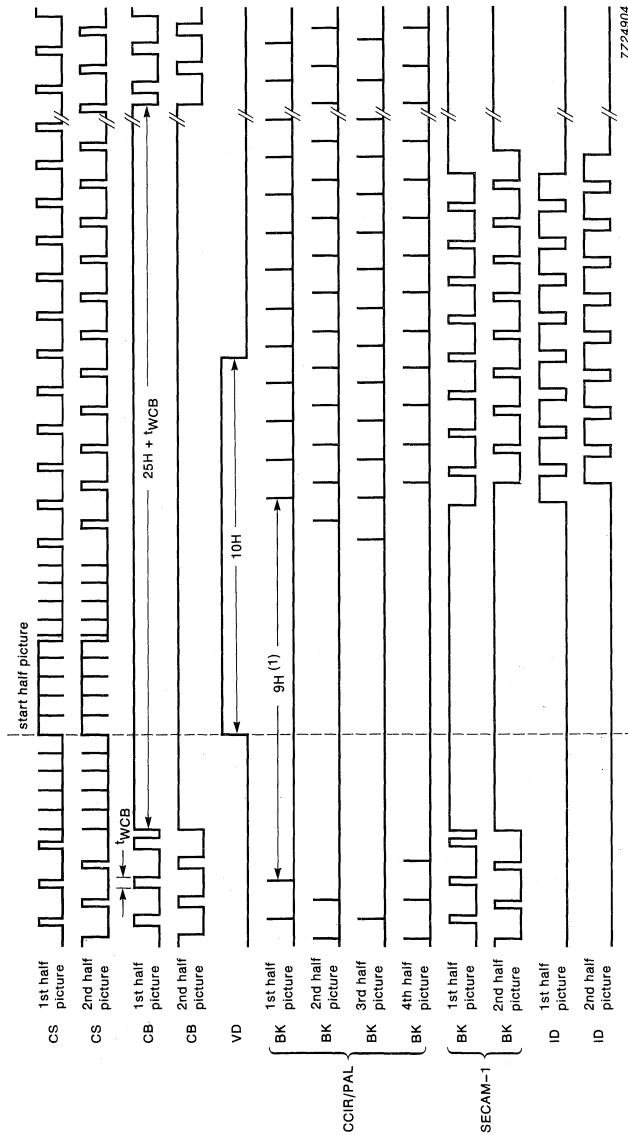 start half picture
CS
1st half
picture
CS
2nd half
picture
tWCB
CB
1st half
picture
25H + tWCB
CB
2nd half
picture
VD
10H
CCIR/PAL
BK
1st half
picture
9H (1)
BK
2nd half
picture
BK
3rd half
picture
BK
4th half
picture
SECAM-1
BK
1st half
picture
BK
2nd half
picture
ID
1st half
picture
ID
2nd half
picture
7Z24904